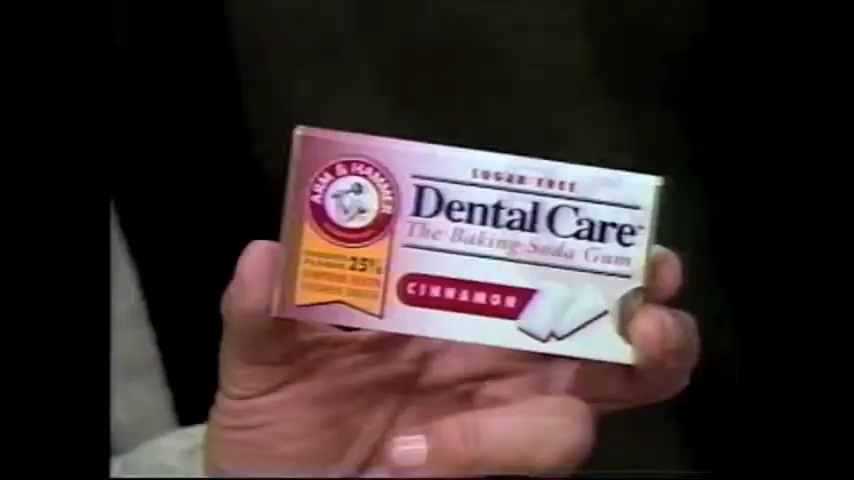 ARM & HAMMER
SUGAR FREE
Dental Care
The Baking Soda Gum
25%
CINNAMON